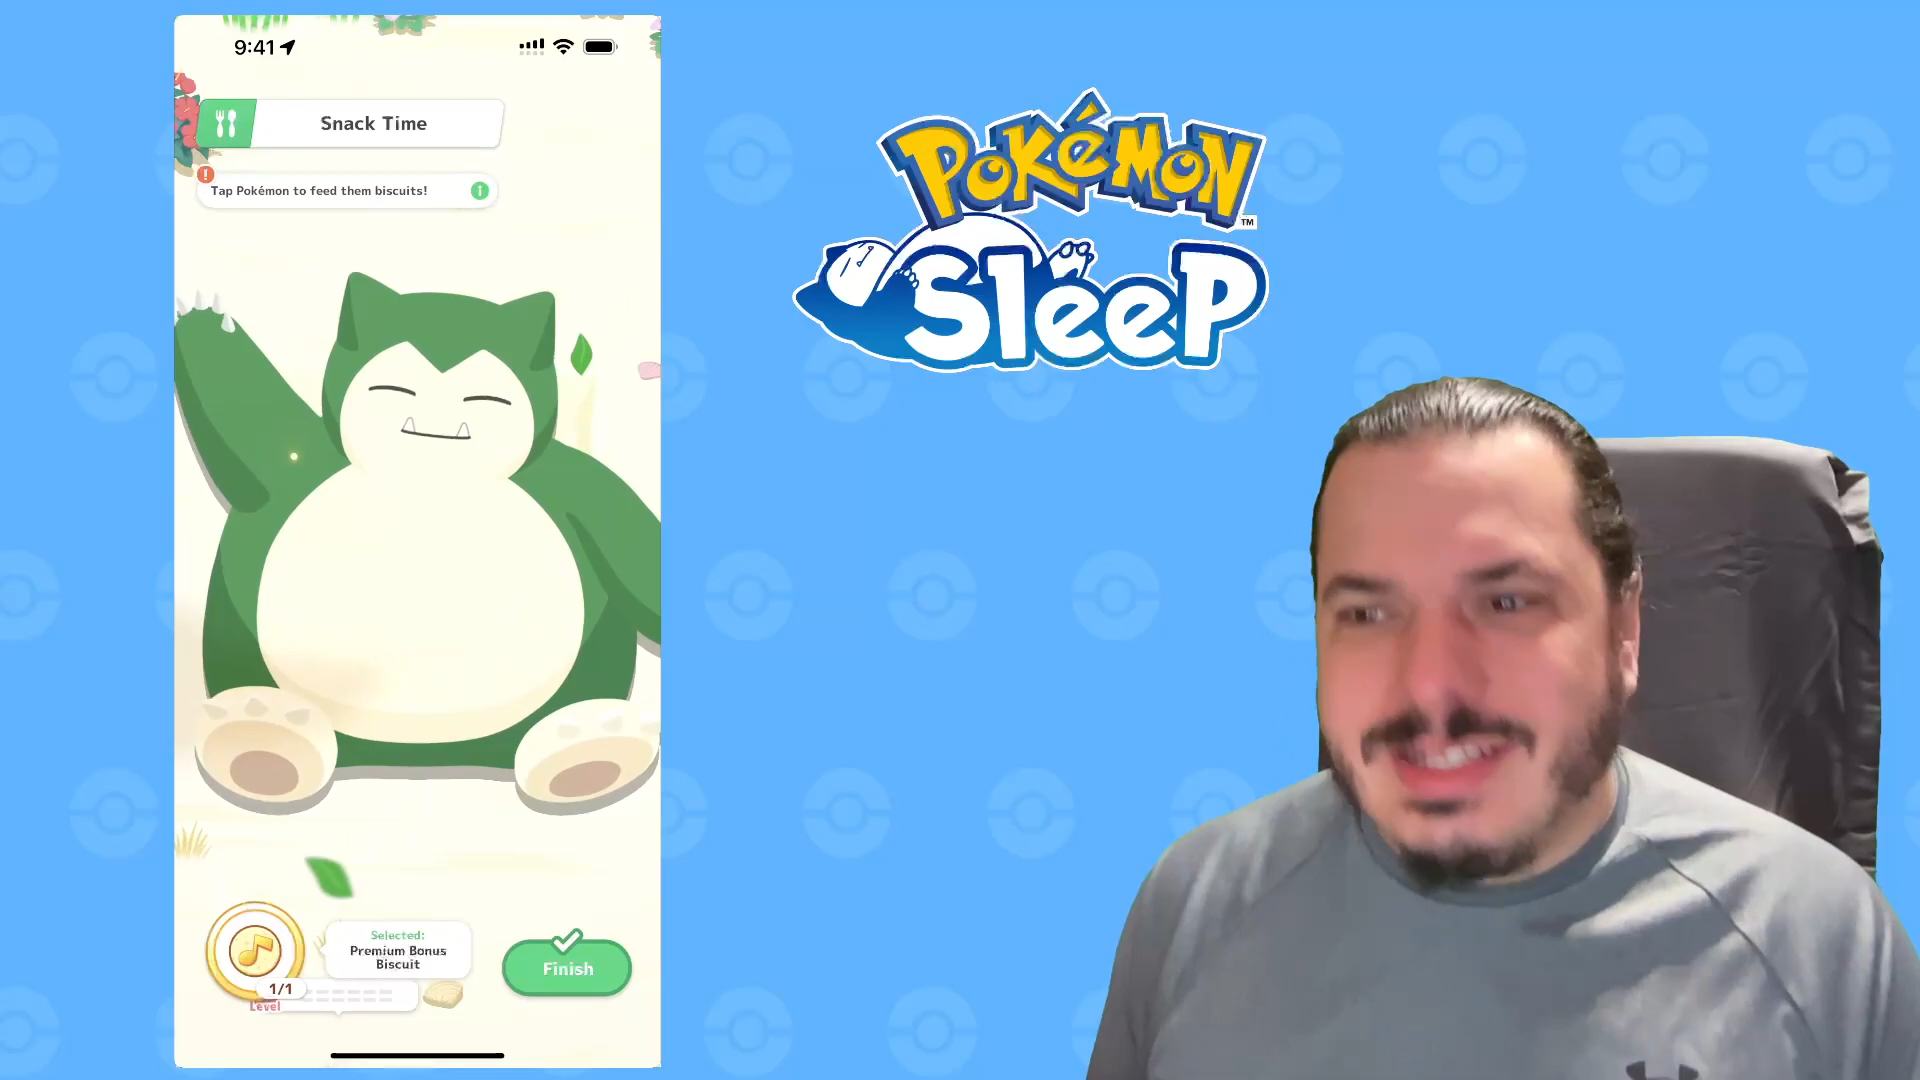 9:41
Snack Time
!
Tap Pokémon to feed them biscuits!
i
POKÉMON
TM
Sleep
Selected:
Premium Bonus
Biscuit
Finish
1/1
Level